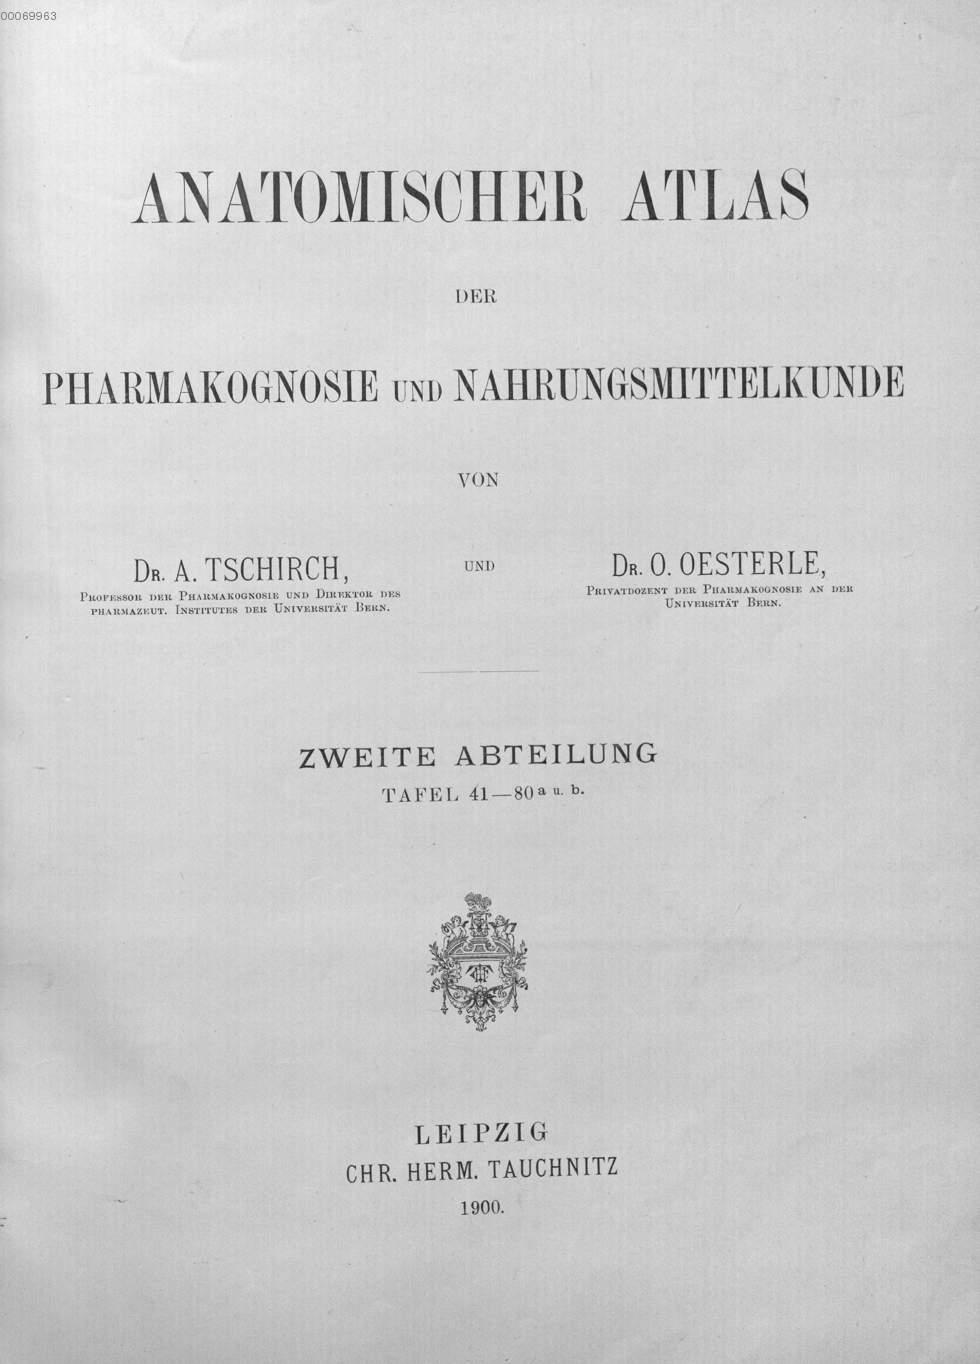 00069963
ANATOMISCHER ATLAS
DER
PHARMAKOGNOSIE UND NAHRUNGSMITTELKUNDE
VON
DR. A. TSCHIRCH,
PROFESSOR DER PHARMAKOGNOSIE UND DIREKTOR DES
PHARMAZEUT. INSTITUTES DER UNIVERSITÄT BERN.
UND
DR. O. OESTERLE,
PRIVATDOZENT DER PHARMAKOGNOSIE AN DER
UNIVERSITÄT BERN.
ZWEITE ABTEILUNG
TAFEL 41—80 a u. b.
LEIPZIG
CHR. HERM. TAUCHNITZ
1900.